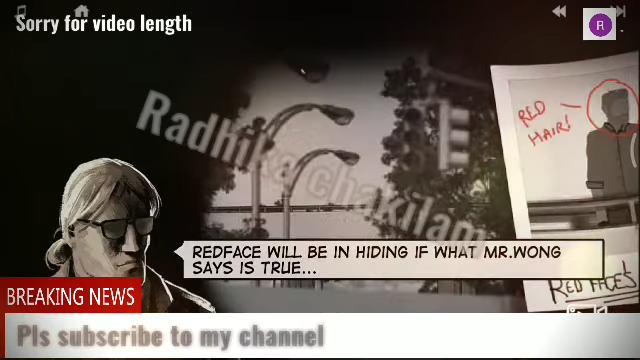 Sorry for video length
R
RED
HAIR!
Radhika chakilam
REDFACE WILL BE IN HIDING IF WHAT MR.WONG
SAYS IS TRUE...
RED FACE'S
BREAKING NEWS
Pls subscribe to my channel